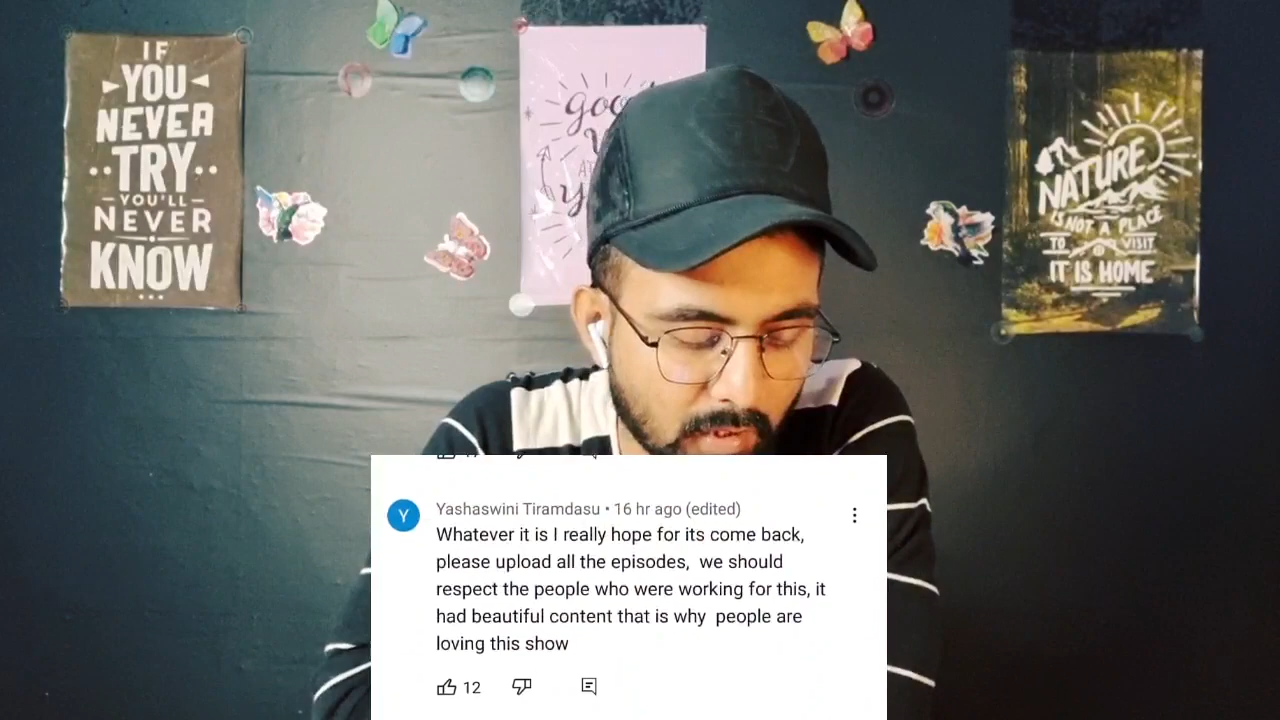 IF
YOU
NEVER
TRY
YOU'LL
NEVER
KNOW
goo
y
NATURE
IS NOT A PLACE
TO VISIT
IT IS HOME
Yashaswini Tiramdasu • 16 hr ago (edited)
Whatever it is I really hope for its come back,
please upload all the episodes,  we should
respect the people who were working for this, it
had beautiful content that is why  people are
loving this show
12